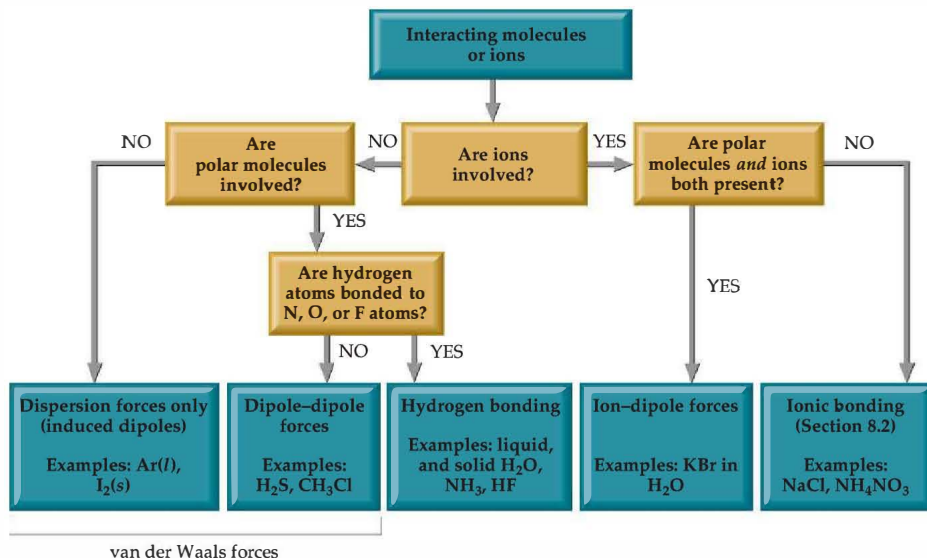 Interacting molecules
or ions
NO
Are
polar molecules
involved?
NO
Are ions
involved?
YES
Are polar
molecules and ions
both present?
NO
YES
Are hydrogen
atoms bonded to
N, O, or F atoms?
YES
NO
YES
Dispersion forces only
(induced dipoles)
Examples: Ar(l),
I₂(s)
Dipole–dipole
forces
Examples:
H₂S, CH₃Cl
Hydrogen bonding
Examples: liquid,
and solid H₂O,
NH₃, HF
Ion–dipole forces
Examples: KBr in
H₂O
Ionic bonding
(Section 8.2)
Examples:
NaCl, NH₄NO₃
van der Waals forces